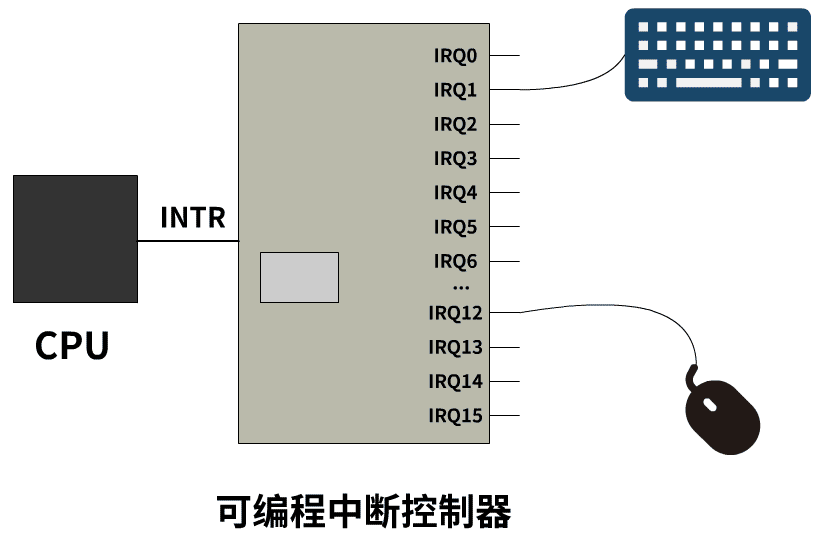 IRQ0
IRQ1
IRQ2
IRQ3
IRQ4
IRQ5
IRQ6
...
IRQ12
IRQ13
IRQ14
IRQ15
INTR
CPU
可编程中断控制器